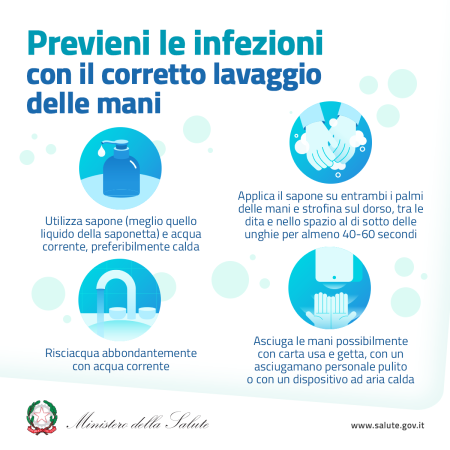 Previeni le infezioni
con il corretto lavaggio
delle mani
Utilizza sapone (meglio quello
liquido della saponetta) e acqua
corrente, preferibilmente calda
Applica il sapone su entrambi i palmi
delle mani e strofina sul dorso, tra le
dita e nello spazio al di sotto delle
unghie per almeno 40-60 secondi
Risciacqua abbondantemente
con acqua corrente
Asciuga le mani possibilmente
con carta usa e getta, con un
asciugamano personale pulito
o con un dispositivo ad aria calda
Ministero della Salute
www.salute.gov.it